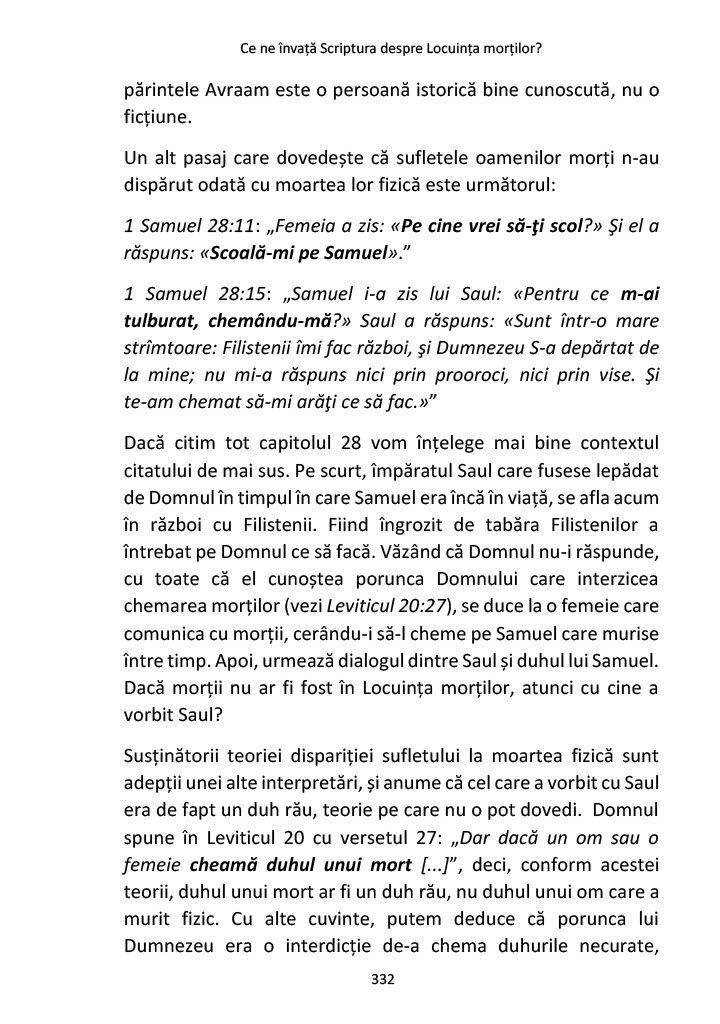 Ce ne învață Scriptura despre Locuința morților?
părintele Avraam este o persoană istorică bine cunoscută, nu o
ficțiune.
Un alt pasaj care dovedește că sufletele oamenilor morți n-au
dispărut odată cu moartea lor fizică este următorul:
1 Samuel 28:11: „Femeia a zis: «Pe cine vrei să-ţi scol?» Şi el a
răspuns: «Scoală-mi pe Samuel».”
1 Samuel 28:15: „Samuel i-a zis lui Saul: «Pentru ce m-ai
tulburat, chemându-mă?» Saul a răspuns: «Sunt într-o mare
strîmtoare: Filistenii îmi fac război, şi Dumnezeu S-a depărtat de
la mine; nu mi-a răspuns nici prin prooroci, nici prin vise. Şi
te-am chemat să-mi arăţi ce să fac.»”
Dacă citim tot capitolul 28 vom înțelege mai bine contextul
citatului de mai sus. Pe scurt, împăratul Saul care fusese lepădat
de Domnul în timpul în care Samuel era încă în viață, se afla acum
în război cu Filistenii. Fiind îngrozit de tabăra Filistenilor a
întrebat pe Domnul ce să facă. Văzând că Domnul nu-i răspunde,
cu toate că el cunoștea porunca Domnului care interzicea
chemarea morților (vezi Leviticul 20:27), se duce la o femeie care
comunica cu morții, cerându-i să-l cheme pe Samuel care murise
între timp. Apoi, urmează dialogul dintre Saul și duhul lui Samuel.
Dacă morții nu ar fi fost în Locuința morților, atunci cu cine a
vorbit Saul?
Susținătorii teoriei dispariției sufletului la moartea fizică sunt
adepții unei alte interpretări, și anume că cel care a vorbit cu Saul
era de fapt un duh rău, teorie pe care nu o pot dovedi. Domnul
spune în Leviticul 20 cu versetul 27: „Dar dacă un om sau o
femeie cheamă duhul unui mort [...]”, deci, conform acestei
teorii, duhul unui mort ar fi un duh rău, nu duhul unui om care a
murit fizic. Cu alte cuvinte, putem deduce că porunca lui
Dumnezeu era o interdicție de-a chema duhurile necurate,
332